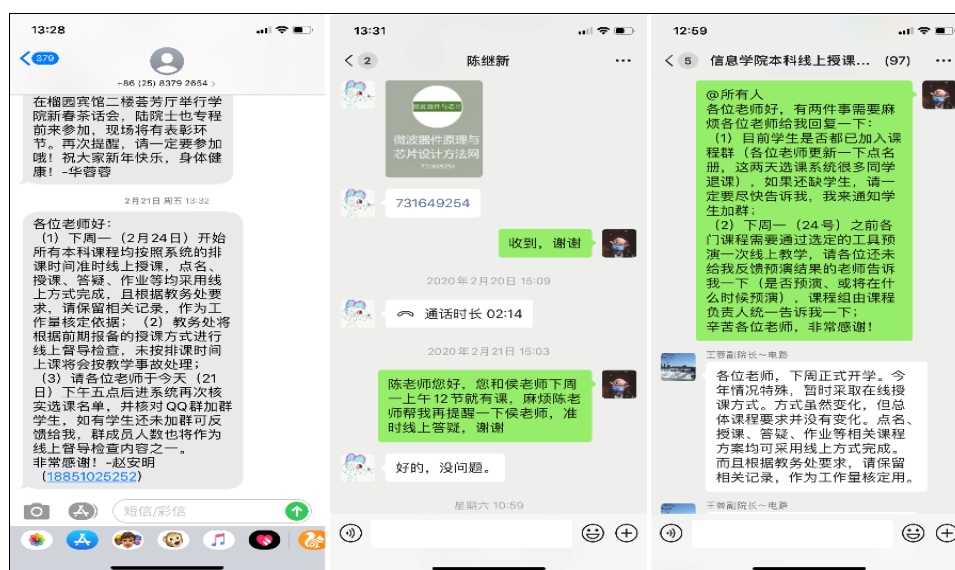 13:28
379
+86 (25) 8379 2664 >
在榴园宾馆二楼荟芳厅举行学
院新春茶话会，陆院士也专程
前来参加，现场将有表彰环
节。再次提醒，请一定要参加
哦！祝大家新年快乐，身体健
康！-华蓉蓉
2月21日 周五 13:32
各位老师好：
（1）下周一（2月24日）开始
所有本科课程均按照系统的排
课时间准时线上授课，点名、
授课、答疑、作业等均采用线
上方式完成，且根据教务处要
求，请保留相关记录，作为工
作量核定依据；（2）教务处将
根据前期报备的授课方式进行
线上督导检查，未按排课时间
上课将会按教学事故处理；
（3）请各位老师于今天（21
日）下午五点后进系统再次核
实选课名单，并核对QQ群加群
学生，如有学生还未加群可反
馈给我，群成员人数也将作为
线上督导检查内容之一。
非常感谢！-赵安明
（18851025252）
短信/彩信
13:31
2
陈继新
微波器件与芯片
微波器件原理与
芯片设计方法网
731649254
731649254
收到，谢谢
2020年2月20日 15:09
通话时长 02:14
2020年2月21日 15:03
陈老师您好，您和侯老师下周
一上午12节就有课，麻烦陈老
师帮我再提醒一下侯老师，准
时线上答疑，谢谢
好的，没问题。
星期六 10:59
12:59
5
信息学院本科线上授课... (97)
@所有人
各位老师好，有两件事需要麻
烦各位老师给我回复一下：
（1）目前学生是否都已加入课
程群（各位老师更新一下点名
册，这两天选课系统很多同学
退课），如果还缺学生，请一
定要尽快告诉我，我来通知学
生加群；
（2）下周一（24号）之前各
门课程需要通过选定的工具预
演一次线上教学，请各位还未
给我反馈预演结果的老师告诉
我一下（是否预演、或将在什
么时候预演），课程组由课程
负责人统一告诉我一下；
辛苦各位老师，非常感谢！
王蓉副院长～电路
各位老师，下周正式开学。今
年情况特殊，暂时采取在线授
课方式。方式虽然变化，但总
体课程要求并没有变化。点名、
授课、答疑、作业等相关课程
方案均可采用线上方式完成。
而且根据教务处要求，请保留
相关记录，作为工作量核定用。
王蓉副院长～电路